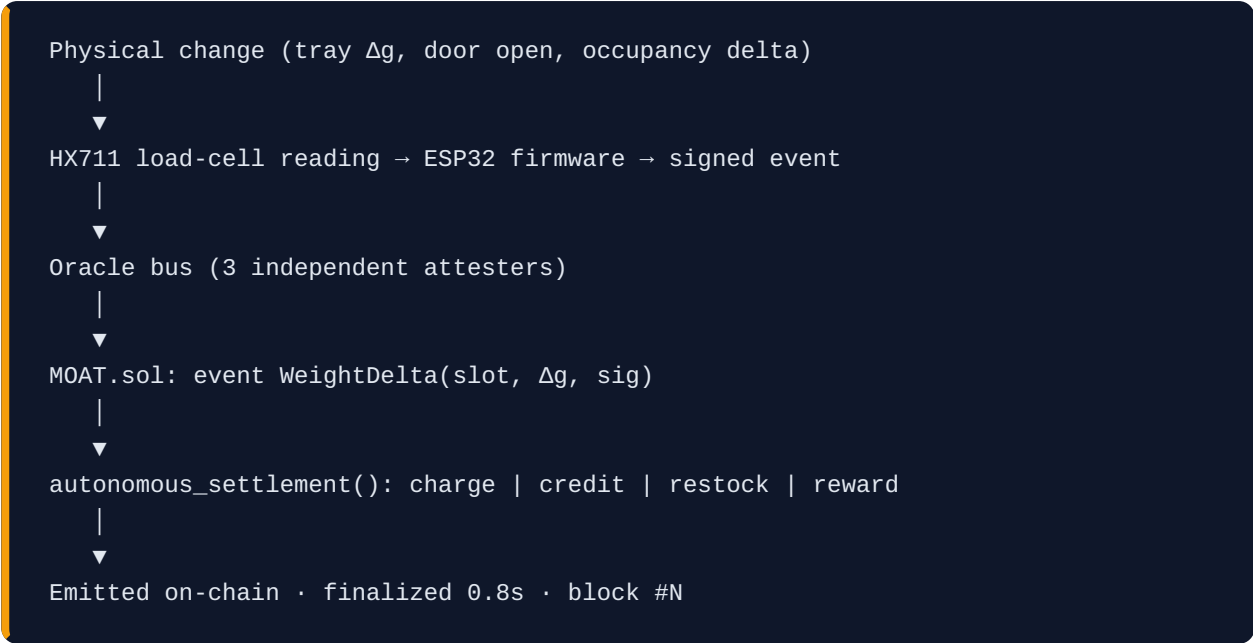 Physical change (tray Δg, door open, occupancy delta)
│
▼
HX711 load-cell reading → ESP32 firmware → signed event
│
▼
Oracle bus (3 independent attesters)
│
▼
MOAT.sol: event WeightDelta(slot, Δg, sig)
│
▼
autonomous_settlement(): charge | credit | restock | reward
│
▼
Emitted on-chain · finalized 0.8s · block #N